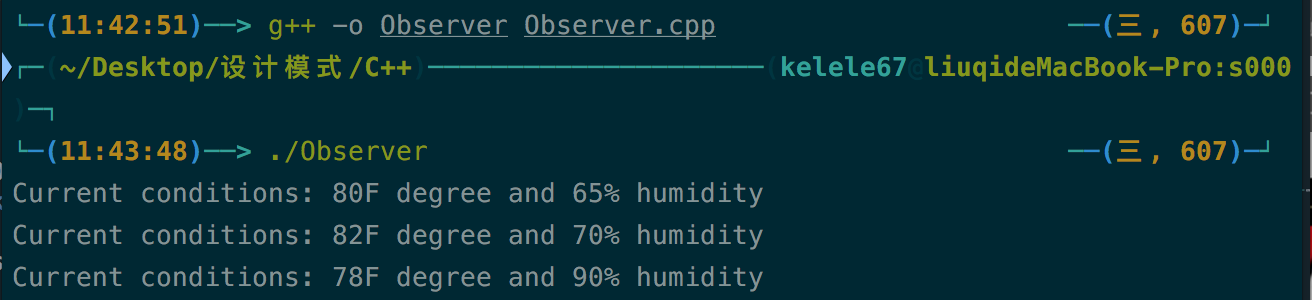 └─(11:42:51)──> g++ -o Observer Observer.cpp ──(三, 607)─┘
┌─(~/Desktop/设计模式/C++)─────────────────────(kelele67@liuqideMacBook-Pro:s000
)─┐
└─(11:43:48)──> ./Observer ──(三, 607)─┘
Current conditions: 80F degree and 65% humidity
Current conditions: 82F degree and 70% humidity
Current conditions: 78F degree and 90% humidity